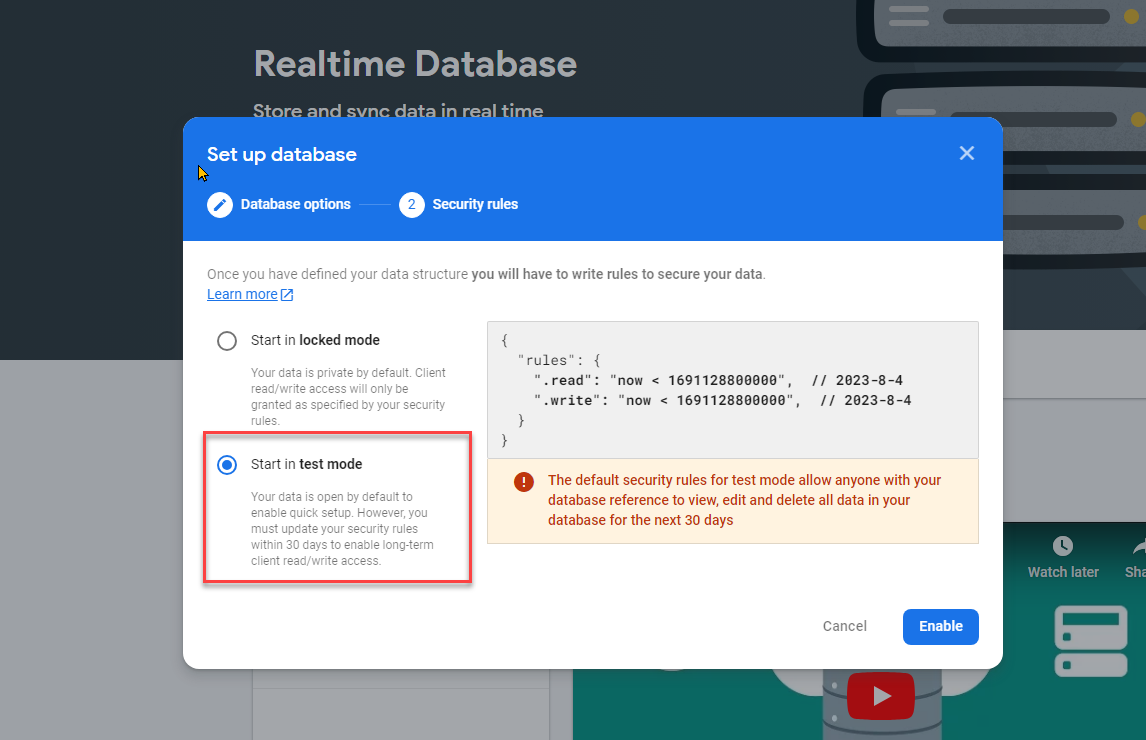 Realtime Database
Store and sync data in real time
Set up database
Database options
2 Security rules
Once you have defined your data structure you will have to write rules to secure your data.
Learn more
Start in locked mode
Your data is private by default. Client
read/write access will only be
granted as specified by your security
rules.
Start in test mode
Your data is open by default to
enable quick setup. However, you
must update your security rules
within 30 days to enable long-term
client read/write access.
{
"rules": {
".read": "now < 1691128800000",  // 2023-8-4
".write": "now < 1691128800000",  // 2023-8-4
}
}
! The default security rules for test mode allow anyone with your
database reference to view, edit and delete all data in your
database for the next 30 days
Watch later
Cancel
Enable